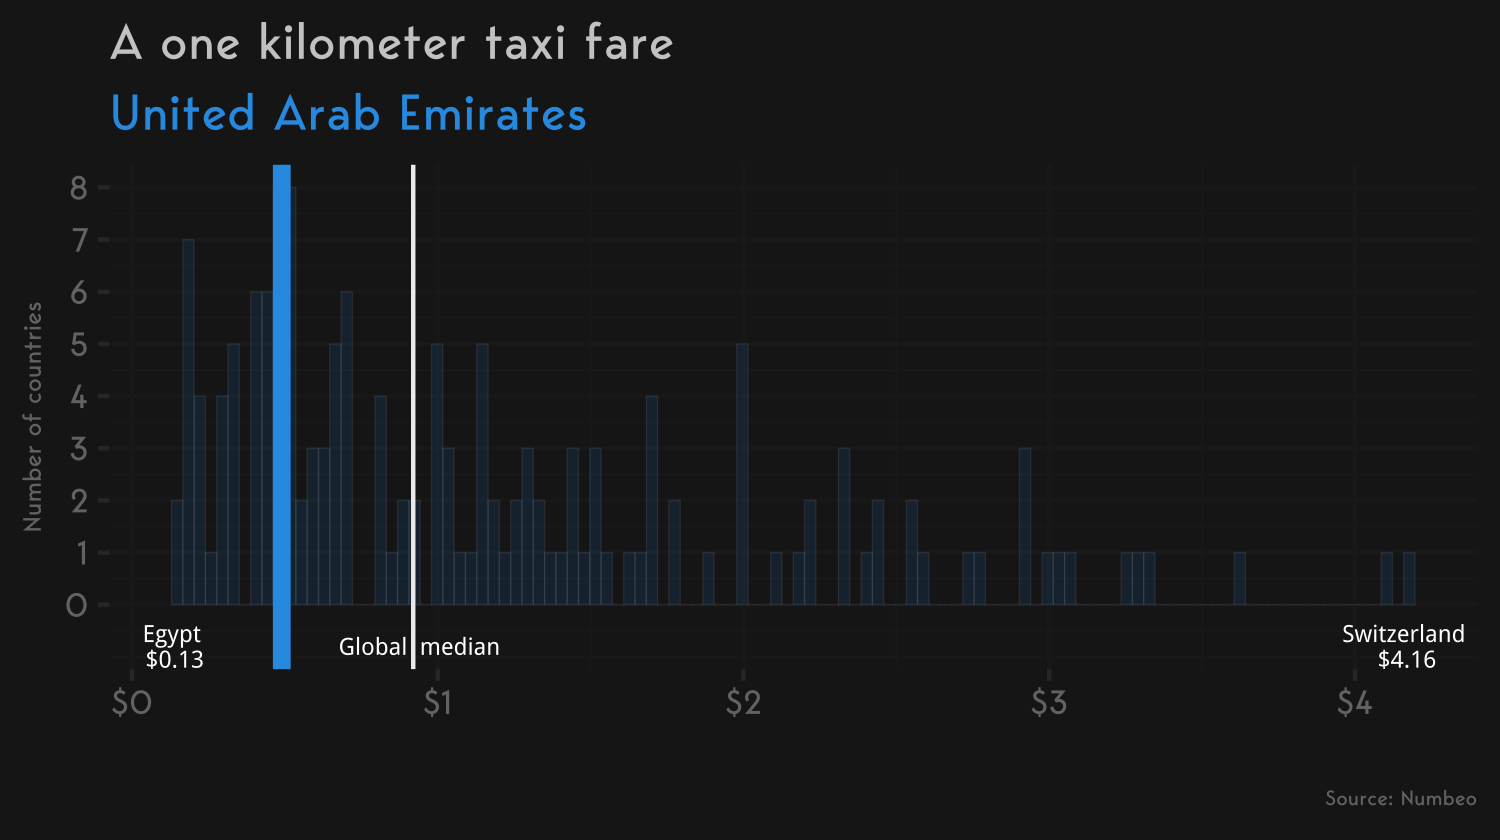 A one kilometer taxi fare
United Arab Emirates
Number of countries
8
7
6
5
4
3
2
1
0
Egypt
$0.13
Global median
Switzerland
$4.16
$0 $1 $2 $3 $4
Source: Numbeo